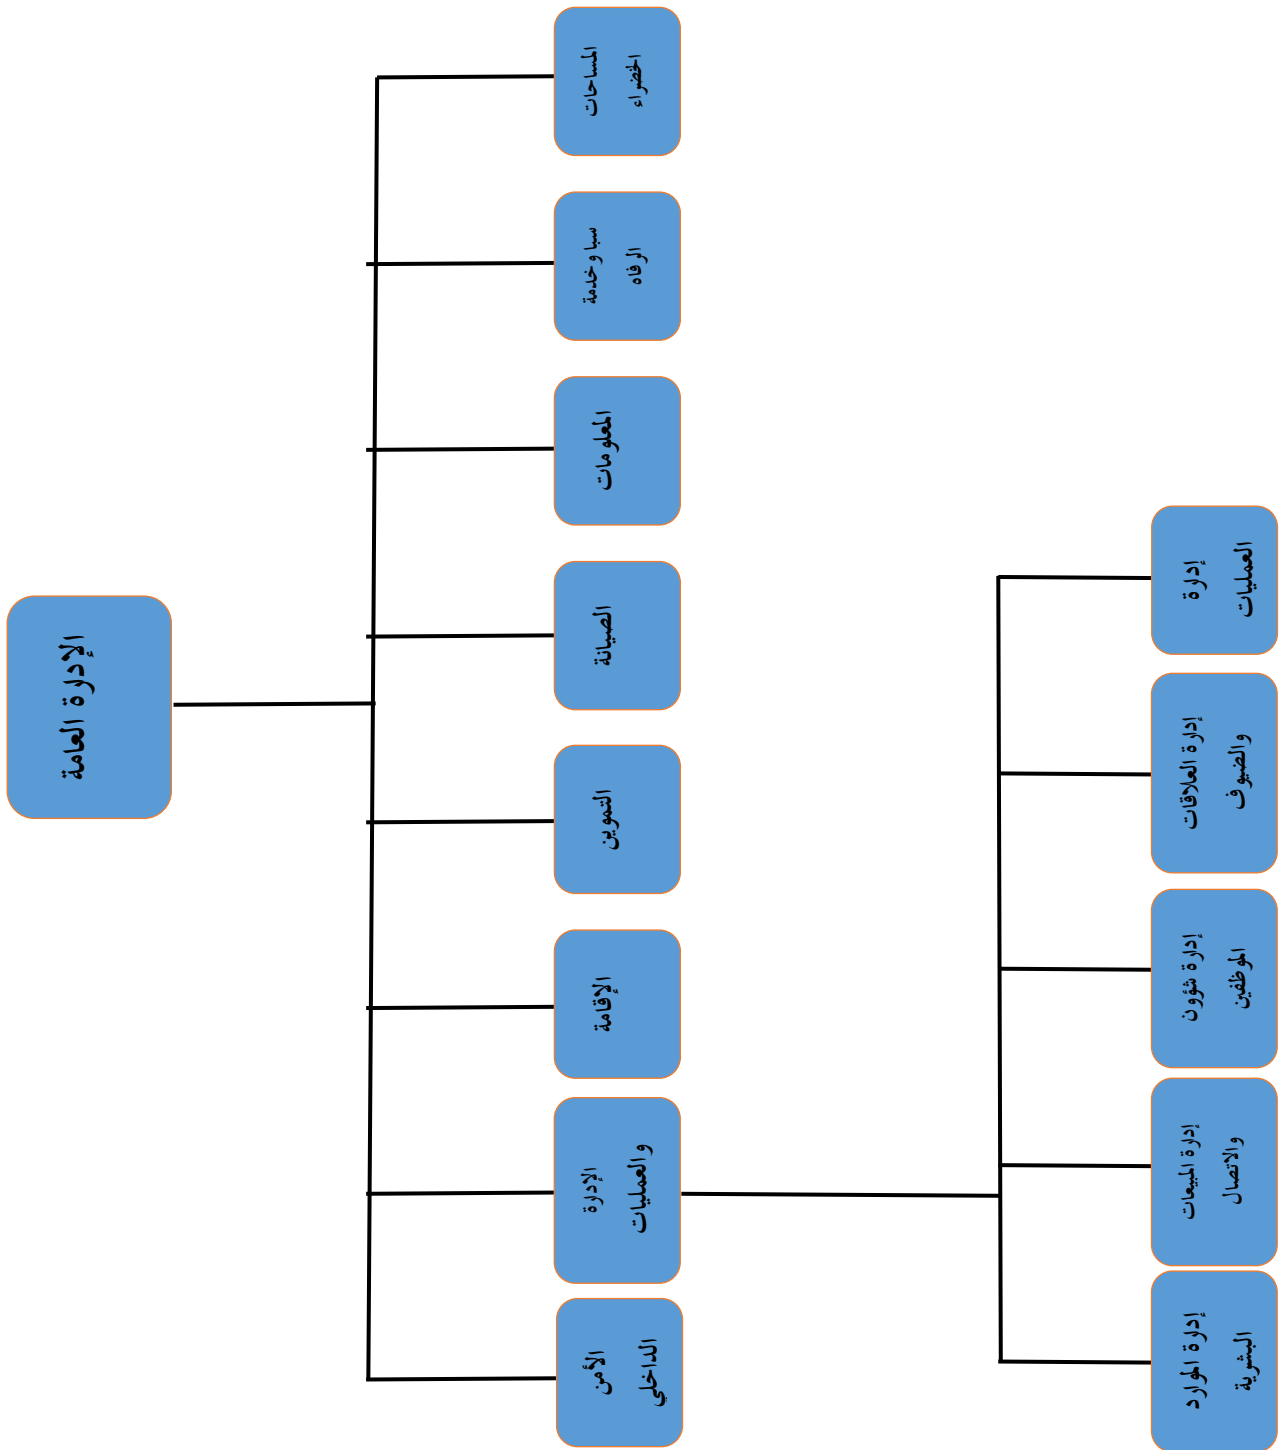 الإدارة العامة
المساحات
الخضراء
سبا وخدمة
الرفاه
المعلومات
الصيانة
التموين
الإقامة
الإدارة
والعمليات
الأمن
الداخلي
إدارة
العمليات
إدارة العلاقات
والضيوف
إدارة شؤون
الموظفين
إدارة المبيعات
والاتصال
إدارة الموارد
البشرية